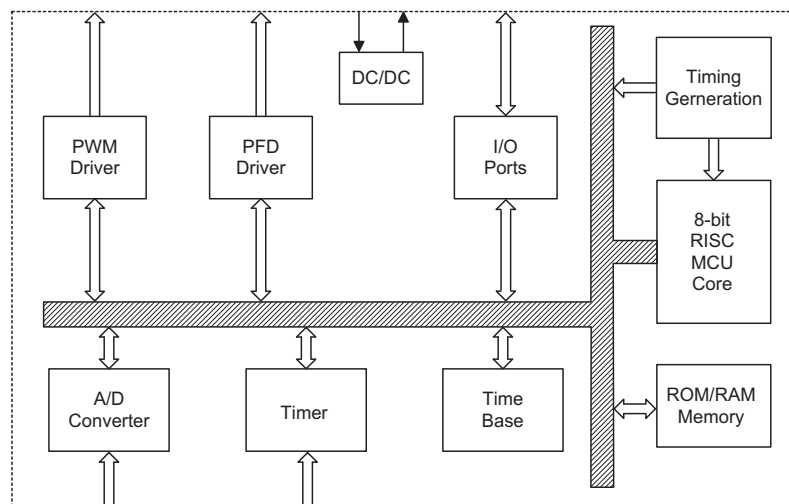 DC/DC
Timing
Gerneration
PWM
Driver
PFD
Driver
I/O
Ports
8-bit
RISC
MCU
Core
A/D
Converter
Timer
Time
Base
ROM/RAM
Memory